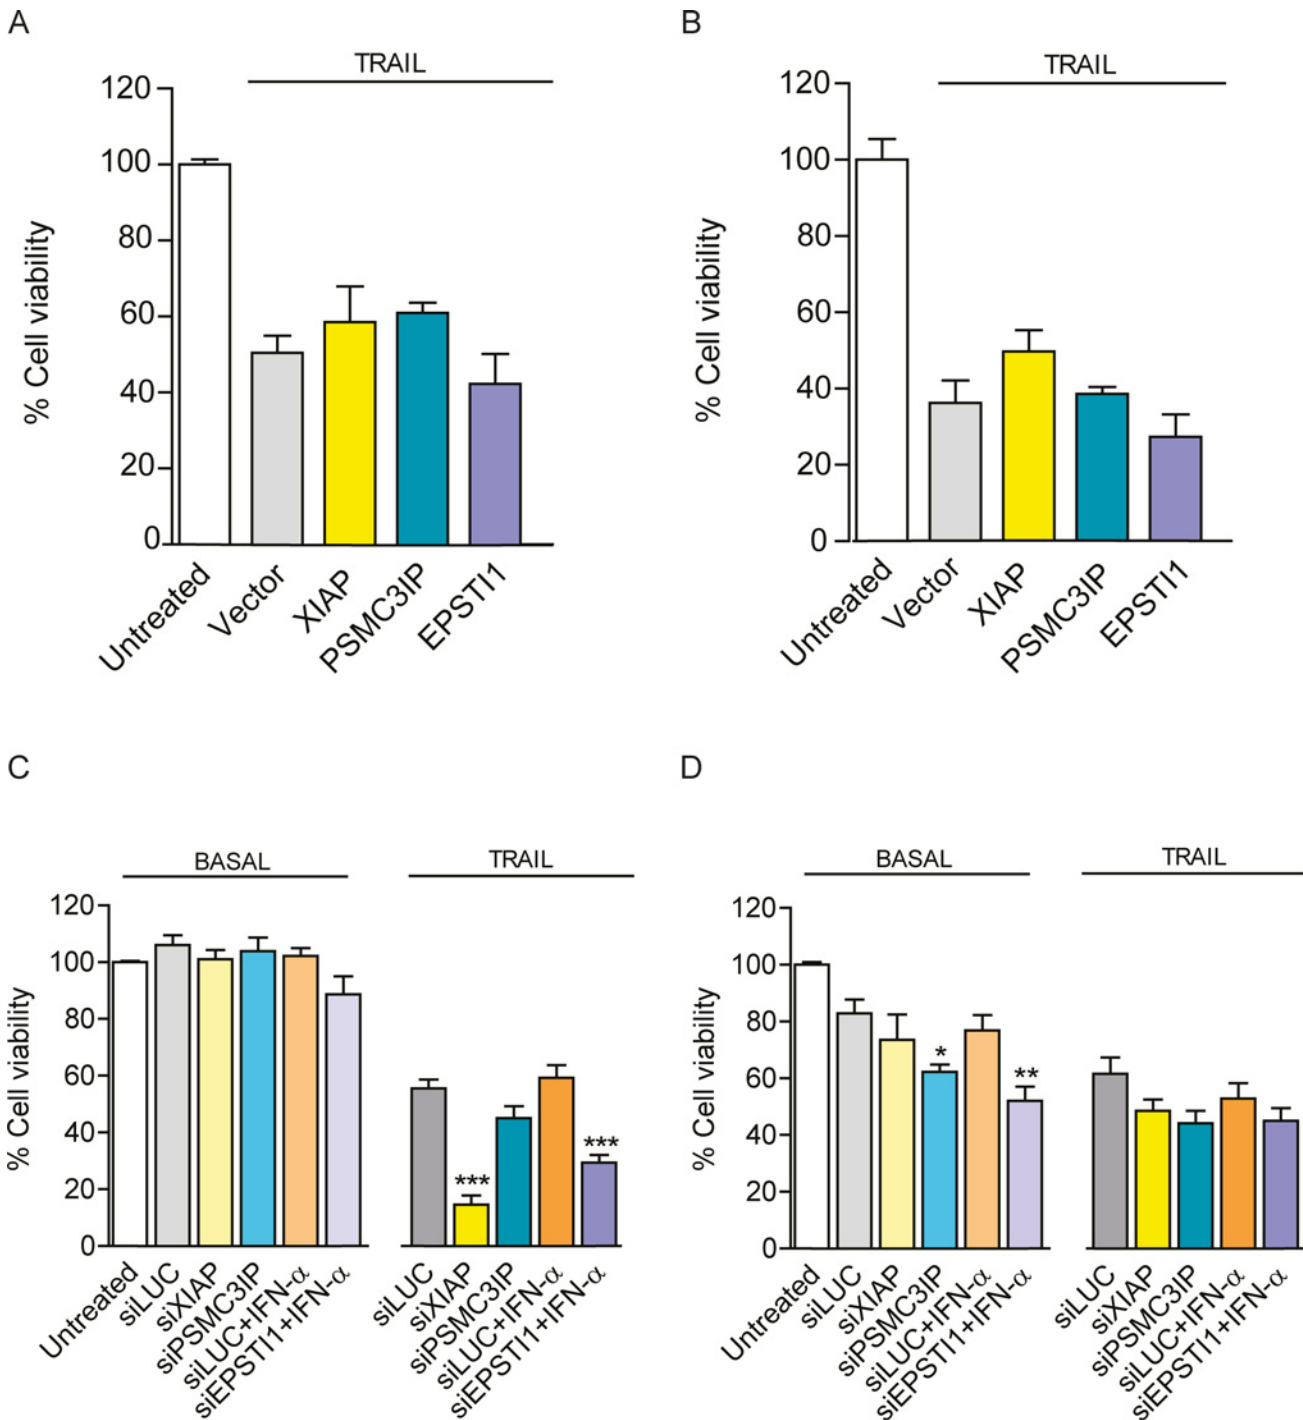 A
TRAIL
120
100
80
60
40
20
0
% Cell viability
Untreated
Vector
XIAP
PSMC3IP
EPSTI1
B
TRAIL
120
100
80
60
40
20
0
% Cell viability
Untreated
Vector
XIAP
PSMC3IP
EPSTI1
C
BASAL
TRAIL
120
100
80
60
40
20
0
% Cell viability
***
***
Untreated
siLUC
siXIAP
siPSMC3IP
siLUC+IFN-α
siEPSTI1+IFN-α
siLUC
siXIAP
siPSMC3IP
siLUC+IFN-α
siEPSTI1+IFN-α
D
BASAL
TRAIL
120
100
80
60
40
20
0
% Cell viability
*
**
Untreated
siLUC
siXIAP
siPSMC3IP
siLUC+IFN-α
siEPSTI1+IFN-α
siLUC
siXIAP
siPSMC3IP
siLUC+IFN-α
siEPSTI1+IFN-α